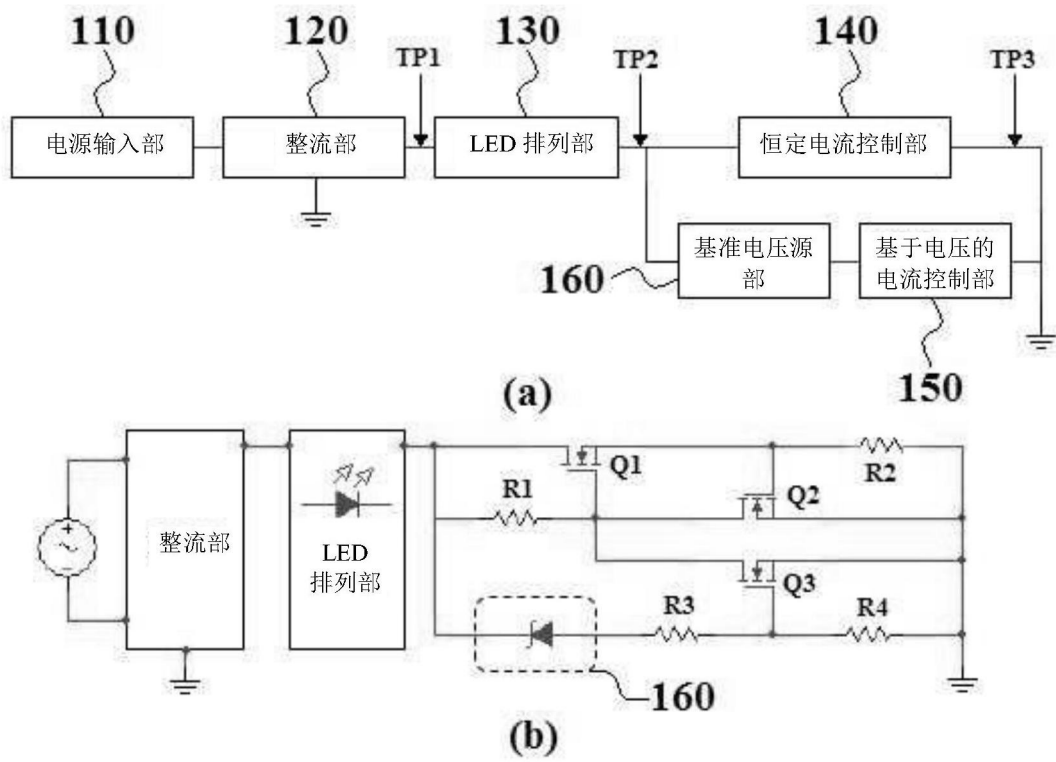 110
120
130
140
TP1
TP2
TP3
电源输入部
整流部
LED 排列部
恒定电流控制部
基准电压源
部
基于电压的
电流控制部
160
150
(a)
Q1
R2
R1
Q2
整流部
LED
排列部
Q3
R3
R4
160
(b)